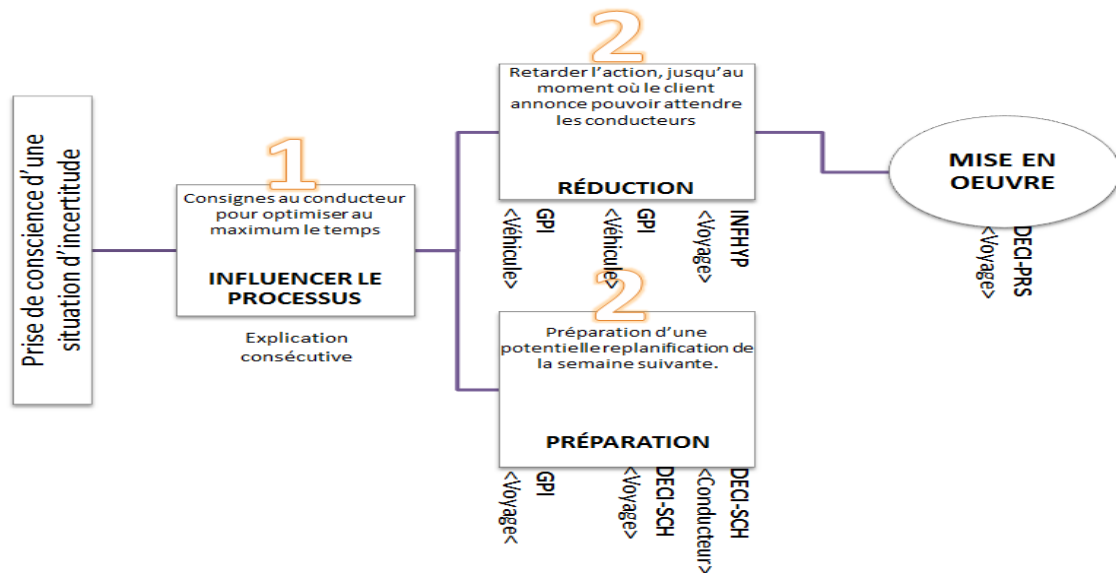 Prise de conscience d'une
situation d'incertitude
1
Consignes au conducteur
pour optimiser au
maximum le temps
INFLUENCER LE
PROCESSUS
Explication
consécutive
2
Retarder l'action, jusqu'au
moment où le client
annonce pouvoir attendre
les conducteurs
RÉDUCTION
GPI
<Véhicule>
GPI
<Véhicule>
INFHYP
<Voyage>
2
Préparation d'une
potentielle replanification de
la semaine suivante.
PRÉPARATION
GPI
<Voyage<
DECI-SCH
<Voyage>
DECI-SCH
<Conducteur>
MISE EN
OEUVRE
DECI-PRS
<Voyage>